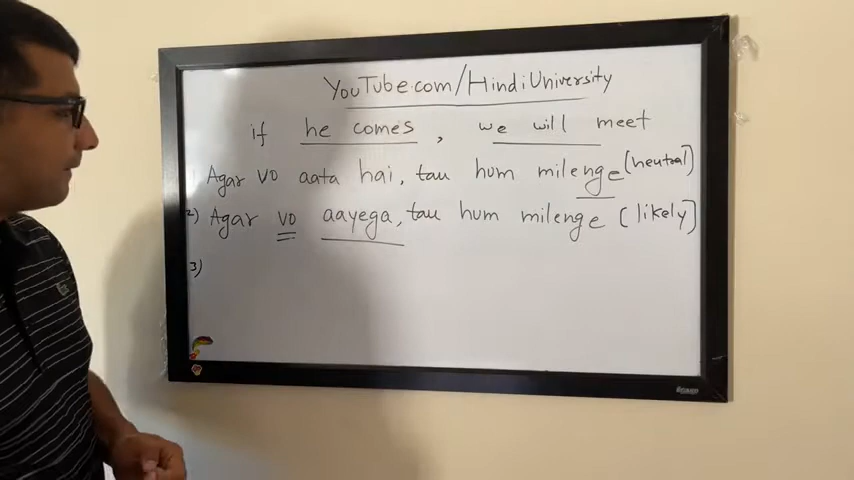 YouTube.com/HindiUniversity
if he comes, we will meet
1) Agar vo aata hai, tau hum milenge (neutral)
2) Agar vo aayega, tau hum milenge (likely)
3)